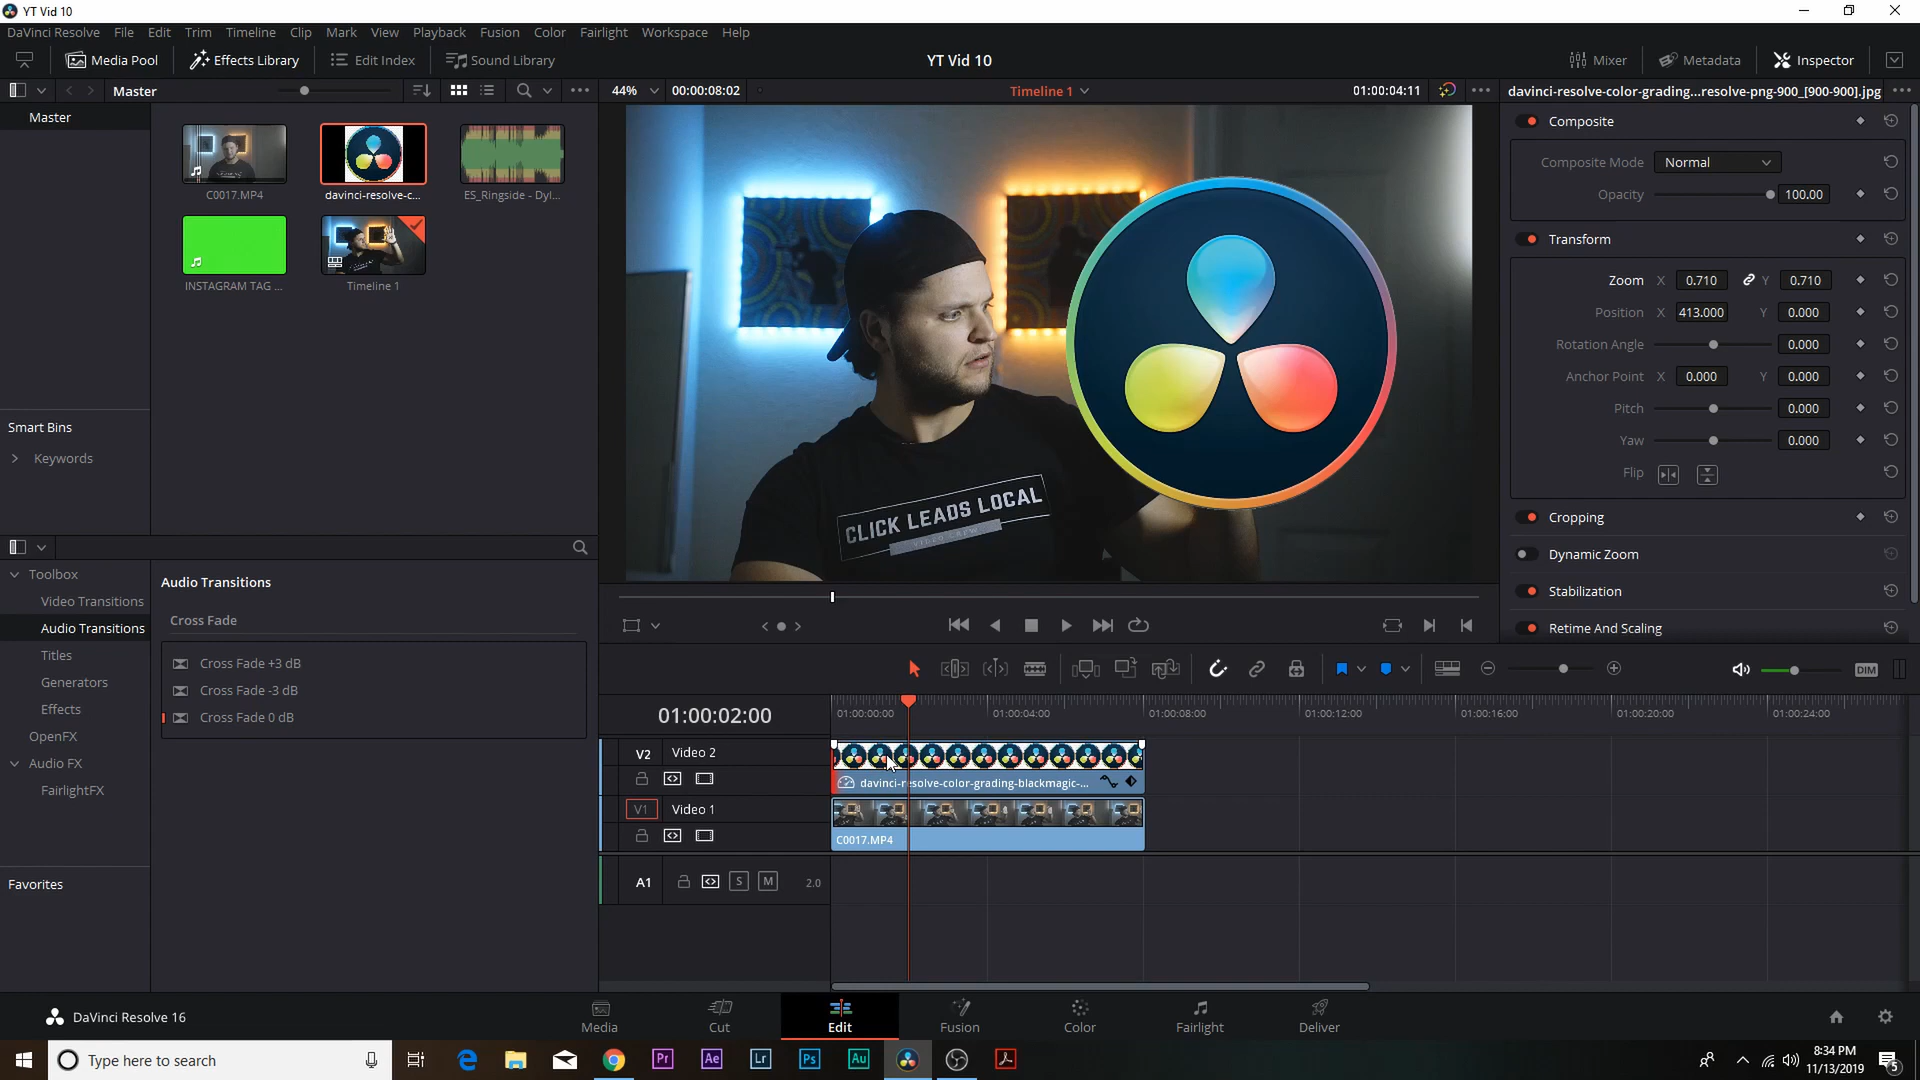 YT Vid 10
DaVinci Resolve File Edit Trim Timeline Clip Mark View Playback Fusion Color Fairlight Workspace Help
Media Pool Effects Library Edit Index Sound Library YT Vid 10 Mixer Metadata Inspector
Master 44% 00:00:08:02 Timeline 1 01:00:04:11 davinci-resolve-color-grading...resolve-png-900_[900-900].jpg
Master
C0017.MP4 davinci-resolve-c... ES_Ringside - Dyl...
INSTAGRAM TAG ... Timeline 1
Smart Bins
Keywords
CLICK LEADS LOCAL
VIDEO CREW
Composite
Composite Mode Normal
Opacity 100.00
Transform
Zoom X 0.710 Y 0.710
Position X 413.000 Y 0.000
Rotation Angle 0.000
Anchor Point X 0.000 Y 0.000
Pitch 0.000
Yaw 0.000
Flip
Cropping
Dynamic Zoom
Stabilization
Retime And Scaling
Toolbox
Video Transitions
Audio Transitions
Titles
Generators
Effects
OpenFX
Audio FX
FairlightFX
Favorites
Audio Transitions
Cross Fade
Cross Fade +3 dB
Cross Fade -3 dB
Cross Fade 0 dB
DIM
01:00:02:00 01:00:00:00 01:00:04:00 01:00:08:00 01:00:12:00 01:00:16:00 01:00:20:00 01:00:24:00
V2 Video 2
davinci-resolve-color-grading-blackmagic-...
V1 Video 1
C0017.MP4
A1 S M 2.0
DaVinci Resolve 16 Media Cut Edit Fusion Color Fairlight Deliver
Type here to search Pr Ae Lr Ps Au 8:34 PM
11/13/2019 5